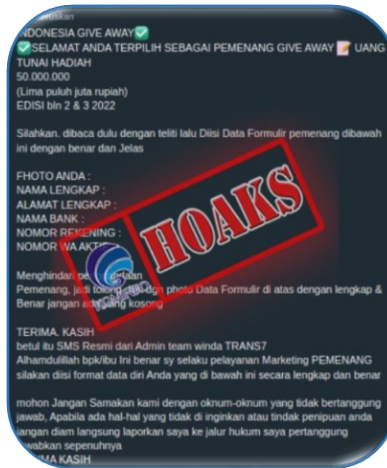 INDONESIA GIVE AWAY✅
✅SELAMAT ANDA TERPILIH SEBAGAI PEMENANG GIVE AWAY 📝 UANG
TUNAI HADIAH
50.000.000
(Lima puluh juta rupiah)
EDISI bln 2 & 3 2022
Silahkan. dibaca dulu dengan teliti lalu Diisi Data Formulir pemenang dibawah
ini dengan benar dan Jelas
FHOTO ANDA :
NAMA LENGKAP :
ALAMAT LENGKAP :
NAMA BANK :
NOMOR REKENING :
NOMOR WA AKTIF
HOAKS
Menghindari
Pemenang, jadi tolong photo Data Formulir di atas dengan lengkap &
Benar jangan ada yang kosong
TERIMA. KASIH
betul itu SMS Resmi dari Admin team winda TRANS7
Alhamdulillah bpk/ibu Ini benar sy selaku pelayanan Marketing PEMENANG
silakan diisi format data diri Anda yang di bawah ini secara lengkap dan benar
mohon Jangan Samakan kami dengan oknum-oknum yang tidak bertanggung
jawab, Apabila ada hal-hal yang tidak di inginkan atau tindak penipuan anda
jangan diam langsung laporkan saya ke jalur hukum saya pertanggung
jawabkan sepenuhnya
KASIH